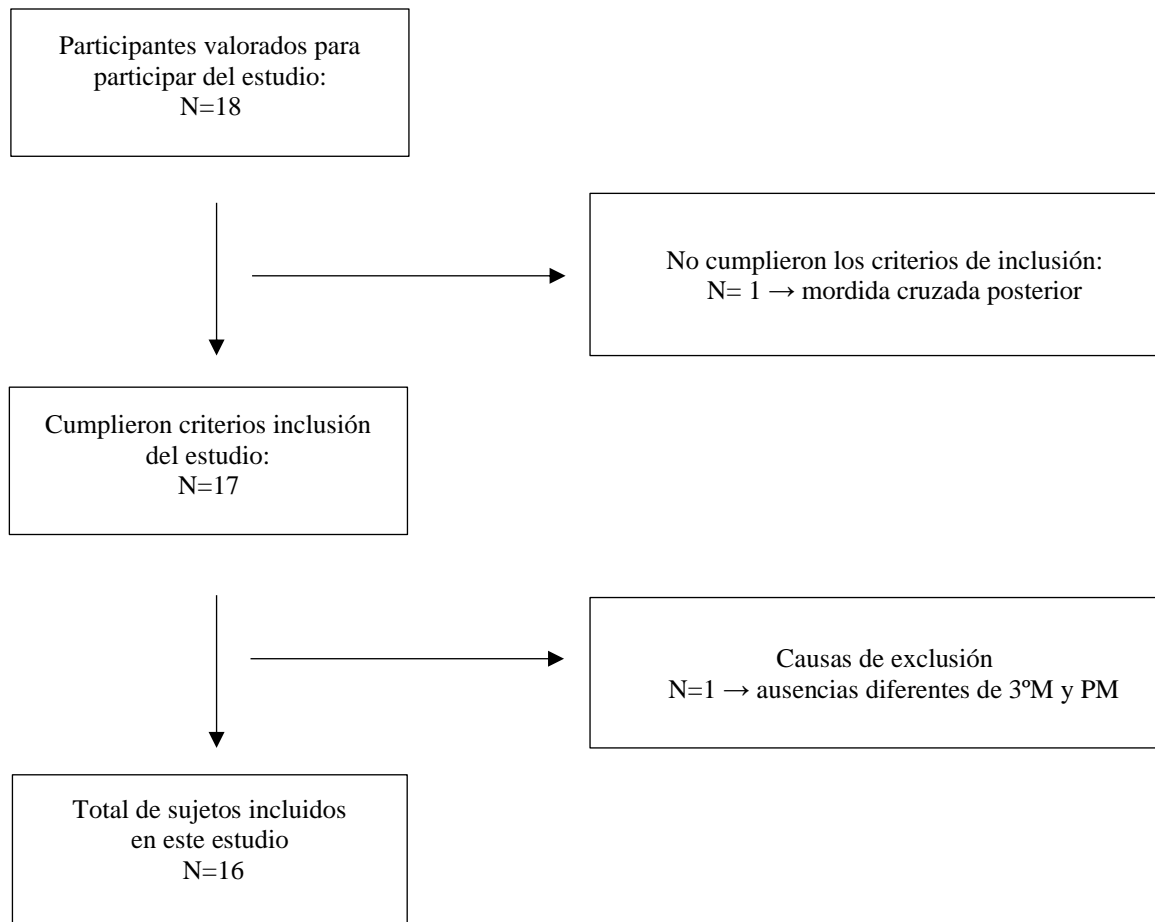 Participantes valorados para
participar del estudio:
N=18
No cumplieron los criterios de inclusión:
N= 1 → mordida cruzada posterior
Cumplieron criterios inclusión
del estudio:
N=17
Causas de exclusión
N=1 → ausencias diferentes de 3ºM y PM
Total de sujetos incluidos
en este estudio
N=16